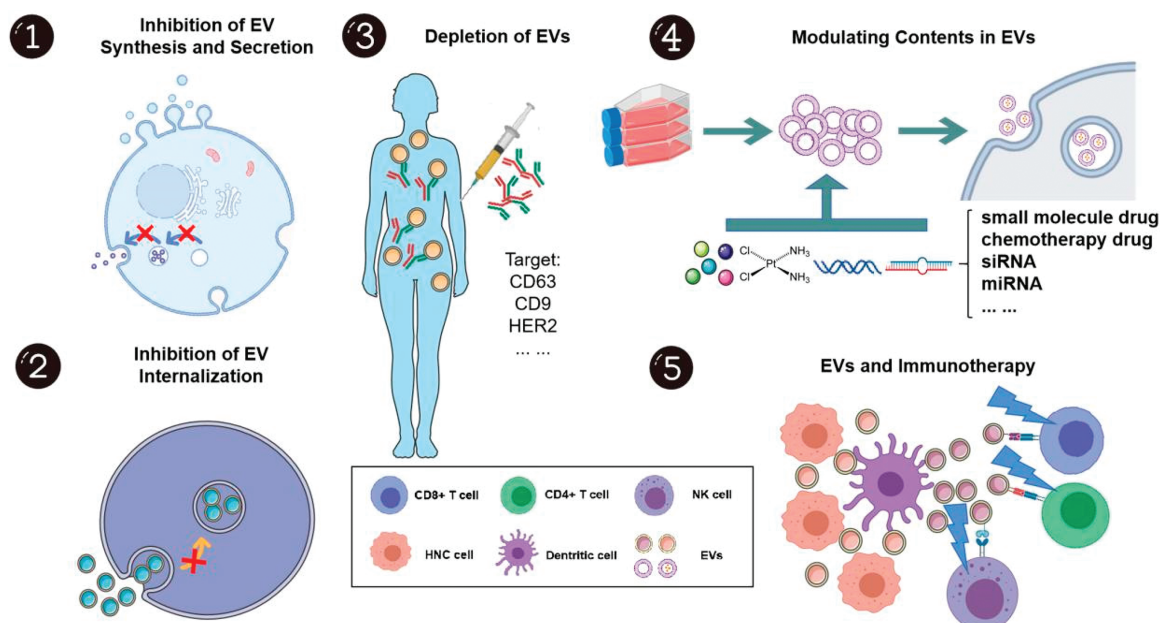 1
Inhibition of EV
Synthesis and Secretion
2
Inhibition of EV
Internalization
3
Depletion of EVs
Target:
CD63
CD9
HER2
... ...
4
Modulating Contents in EVs
Cl
NH3
Pt
Cl
NH3
small molecule drug
chemotherapy drug
siRNA
miRNA
... ...
5
EVs and Immunotherapy
CD8+ T cell
CD4+ T cell
NK cell
HNC cell
Dentritic cell
EVs